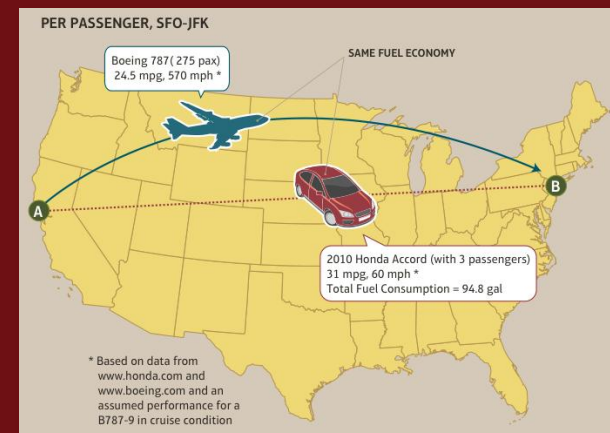 PER PASSENGER, SFO-JFK
Boeing 787( 275 pax)
24.5 mpg, 570 mph *
SAME FUEL ECONOMY
A
B
2010 Honda Accord (with 3 passengers)
31 mpg, 60 mph *
Total Fuel Consumption = 94.8 gal
* Based on data from
www.honda.com and
www.boeing.com and an
assumed performance for a
B787-9 in cruise condition